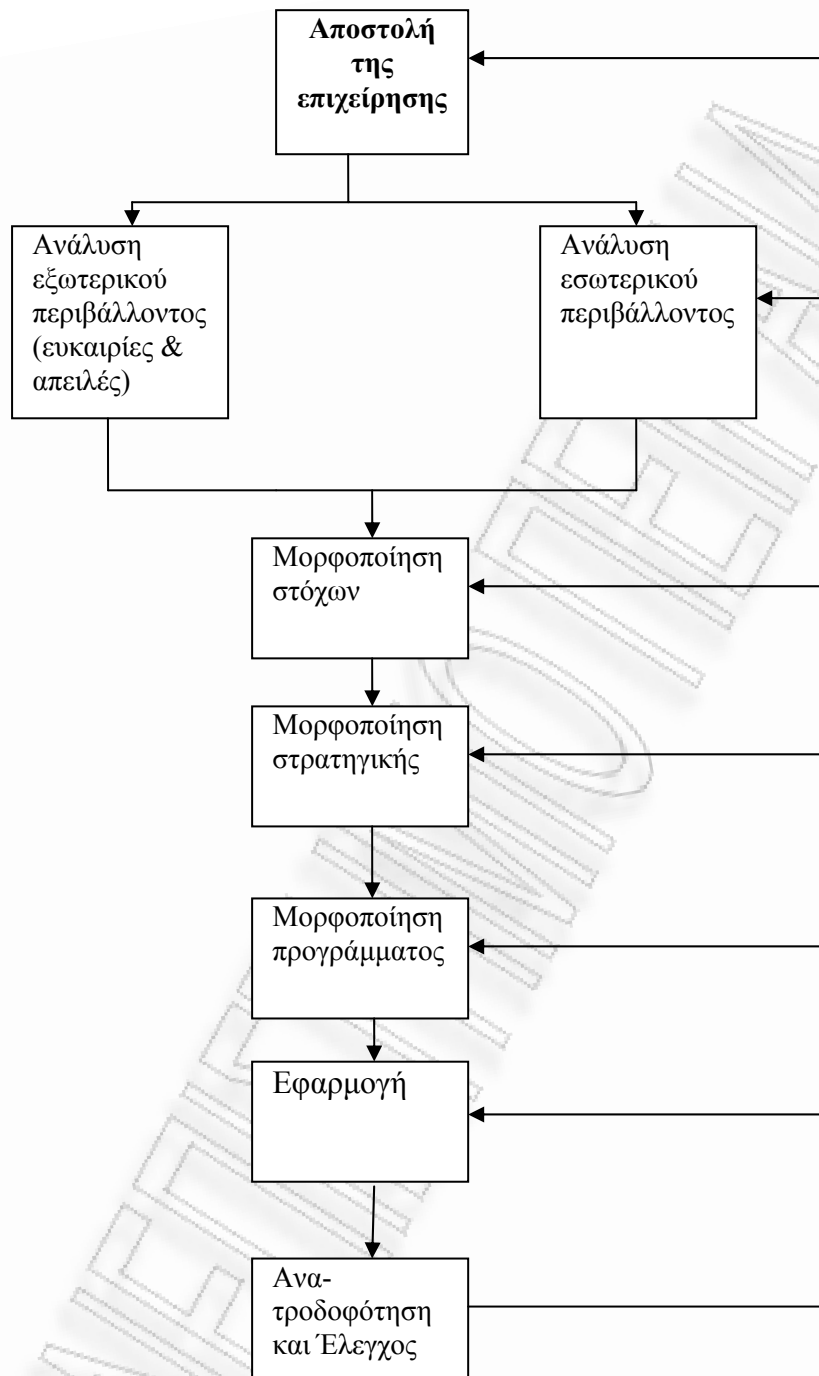 Αποστολή
της
επιχείρησης
Ανάλυση
εξωτερικού
περιβάλλοντος
(ευκαιρίες &
απειλές)
Ανάλυση
εσωτερικού
περιβάλλοντος
Μορφοποίηση
στόχων
Μορφοποίηση
στρατηγικής
Μορφοποίηση
προγράμματος
Εφαρμογή
Ανα-
τροδοφότηση
και Έλεγχος